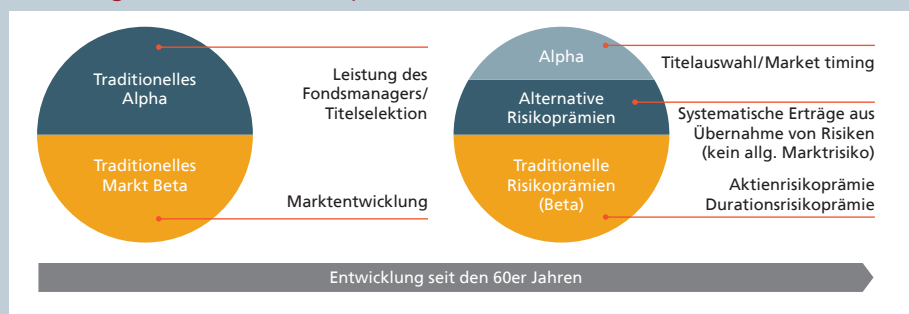 Traditionelles
Alpha
Leistung des
Fondsmanagers/
Titelselektion
Traditionelles
Markt Beta
Marktentwicklung
Alpha
Titelauswahl/Market timing
Alternative
Risikoprämien
Systematische Erträge aus
Übernahme von Risiken
(kein allg. Marktrisiko)
Traditionelle
Risikoprämien
(Beta)
Aktienrisikoprämie
Durationsrisikoprämie
Entwicklung seit den 60er Jahren